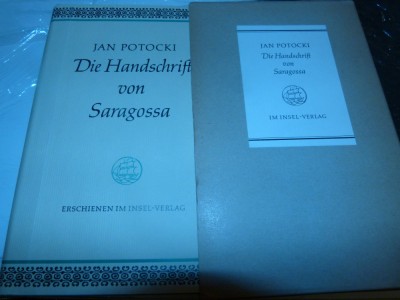 JAN POTOCKI
Die Handschrift
von
Saragossa
ERSCHIENEN IM INSEL-VERLAG
JAN POTOCKI
Die Handschrift
von
Saragossa
IM INSEL-VERLAG